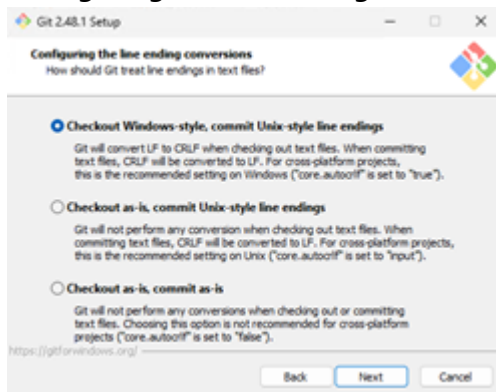 Git 2.48.1 Setup
Configuring the line ending conversions
How should Git treat line endings in text files?
Checkout Windows-style, commit Unix-style line endings
Git will convert LF to CRLF when checking out text files. When committing
text files, CRLF will be converted to LF. For cross-platform projects,
this is the recommended setting on Windows ("core.autocrlf" is set to "true").
Checkout as-is, commit Unix-style line endings
Git will not perform any conversion when checking out text files. When
committing text files, CRLF will be converted to LF. For cross-platform projects,
this is the recommended setting on Unix ("core.autocrlf" is set to "input").
Checkout as-is, commit as-is
Git will not perform any conversions when checking out or committing
text files. Choosing this option is not recommended for cross-platform
projects ("core.autocrlf" is set to "false").
https://gitforwindows.org/
Back Next Cancel